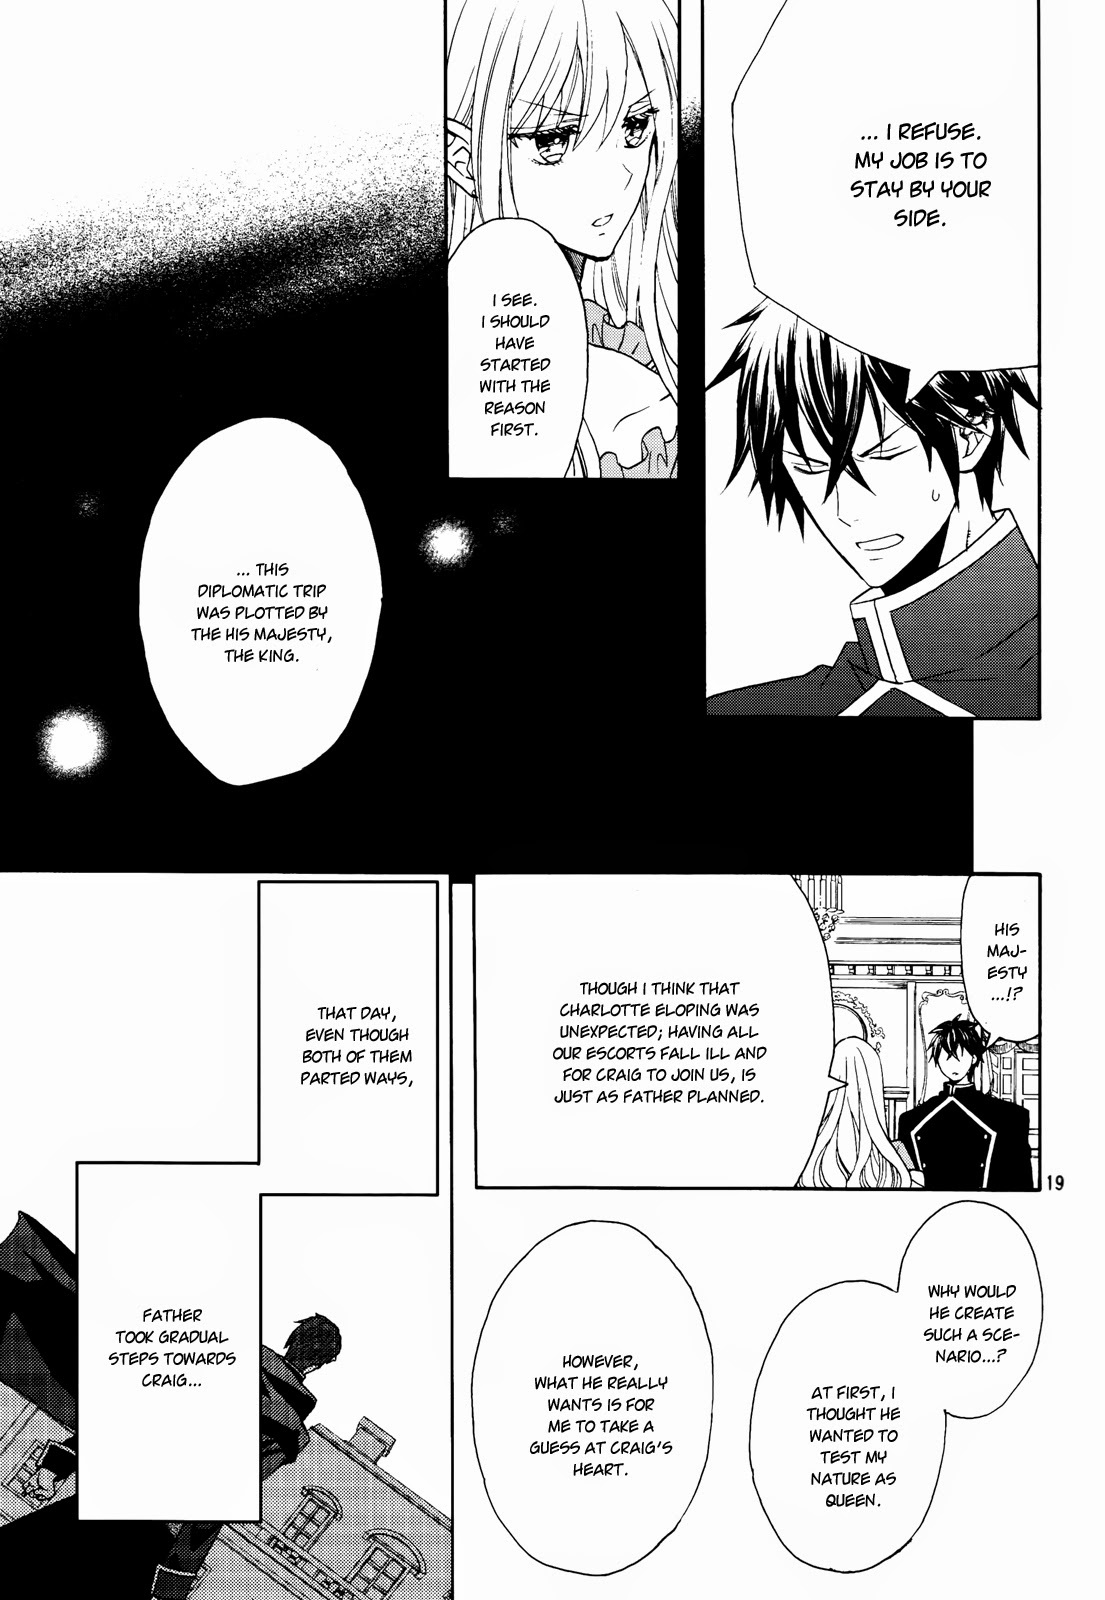 ... I REFUSE.
MY JOB IS TO
STAY BY YOUR
SIDE.
I SEE.
I SHOULD
HAVE
STARTED
WITH THE
REASON
FIRST.
... THIS
DIPLOMATIC TRIP
WAS PLOTTED BY
THE HIS MAJESTY,
THE KING.
HIS
MAJ-
ESTY
...!?
THOUGH I THINK THAT
CHARLOTTE ELOPING WAS
UNEXPECTED; HAVING ALL
OUR ESCORTS FALL ILL AND
FOR CRAIG TO JOIN US, IS
JUST AS FATHER PLANNED.
19
WHY WOULD
HE CREATE
SUCH A SCE-
NARIO...?
AT FIRST, I
THOUGHT HE
WANTED TO
TEST MY
NATURE AS
QUEEN.
HOWEVER,
WHAT HE REALLY
WANTS IS FOR
ME TO TAKE A
GUESS AT CRAIG'S
HEART.
THAT DAY,
EVEN THOUGH
BOTH OF THEM
PARTED WAYS,
FATHER
TOOK GRADUAL
STEPS TOWARDS
CRAIG...